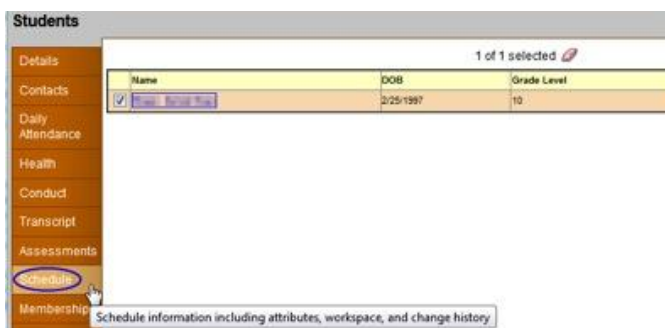 Students
Details
Contacts
Daily
Attendance
Health
Conduct
Transcript
Assessments
Schedule
Membership
1 of 1 selected
Name DOB Grade Level
2/25/1997 10
Schedule information including attributes, workspace, and change history